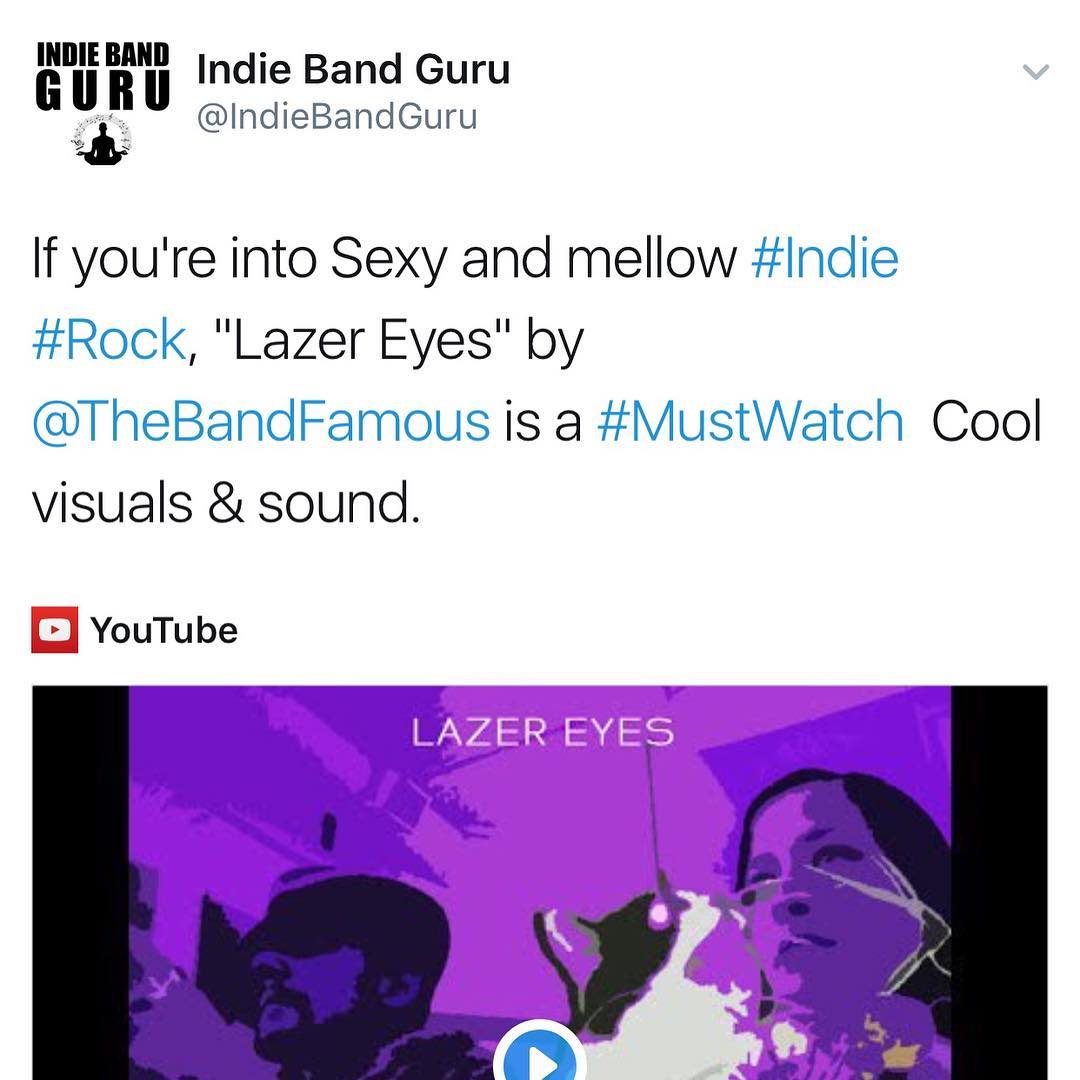 INDIE BAND
GURU
Indie Band Guru
@IndieBandGuru
If you're into Sexy and mellow #Indie
#Rock, "Lazer Eyes" by
@TheBandFamous is a #MustWatch Cool
visuals & sound.
YouTube
LAZER EYES